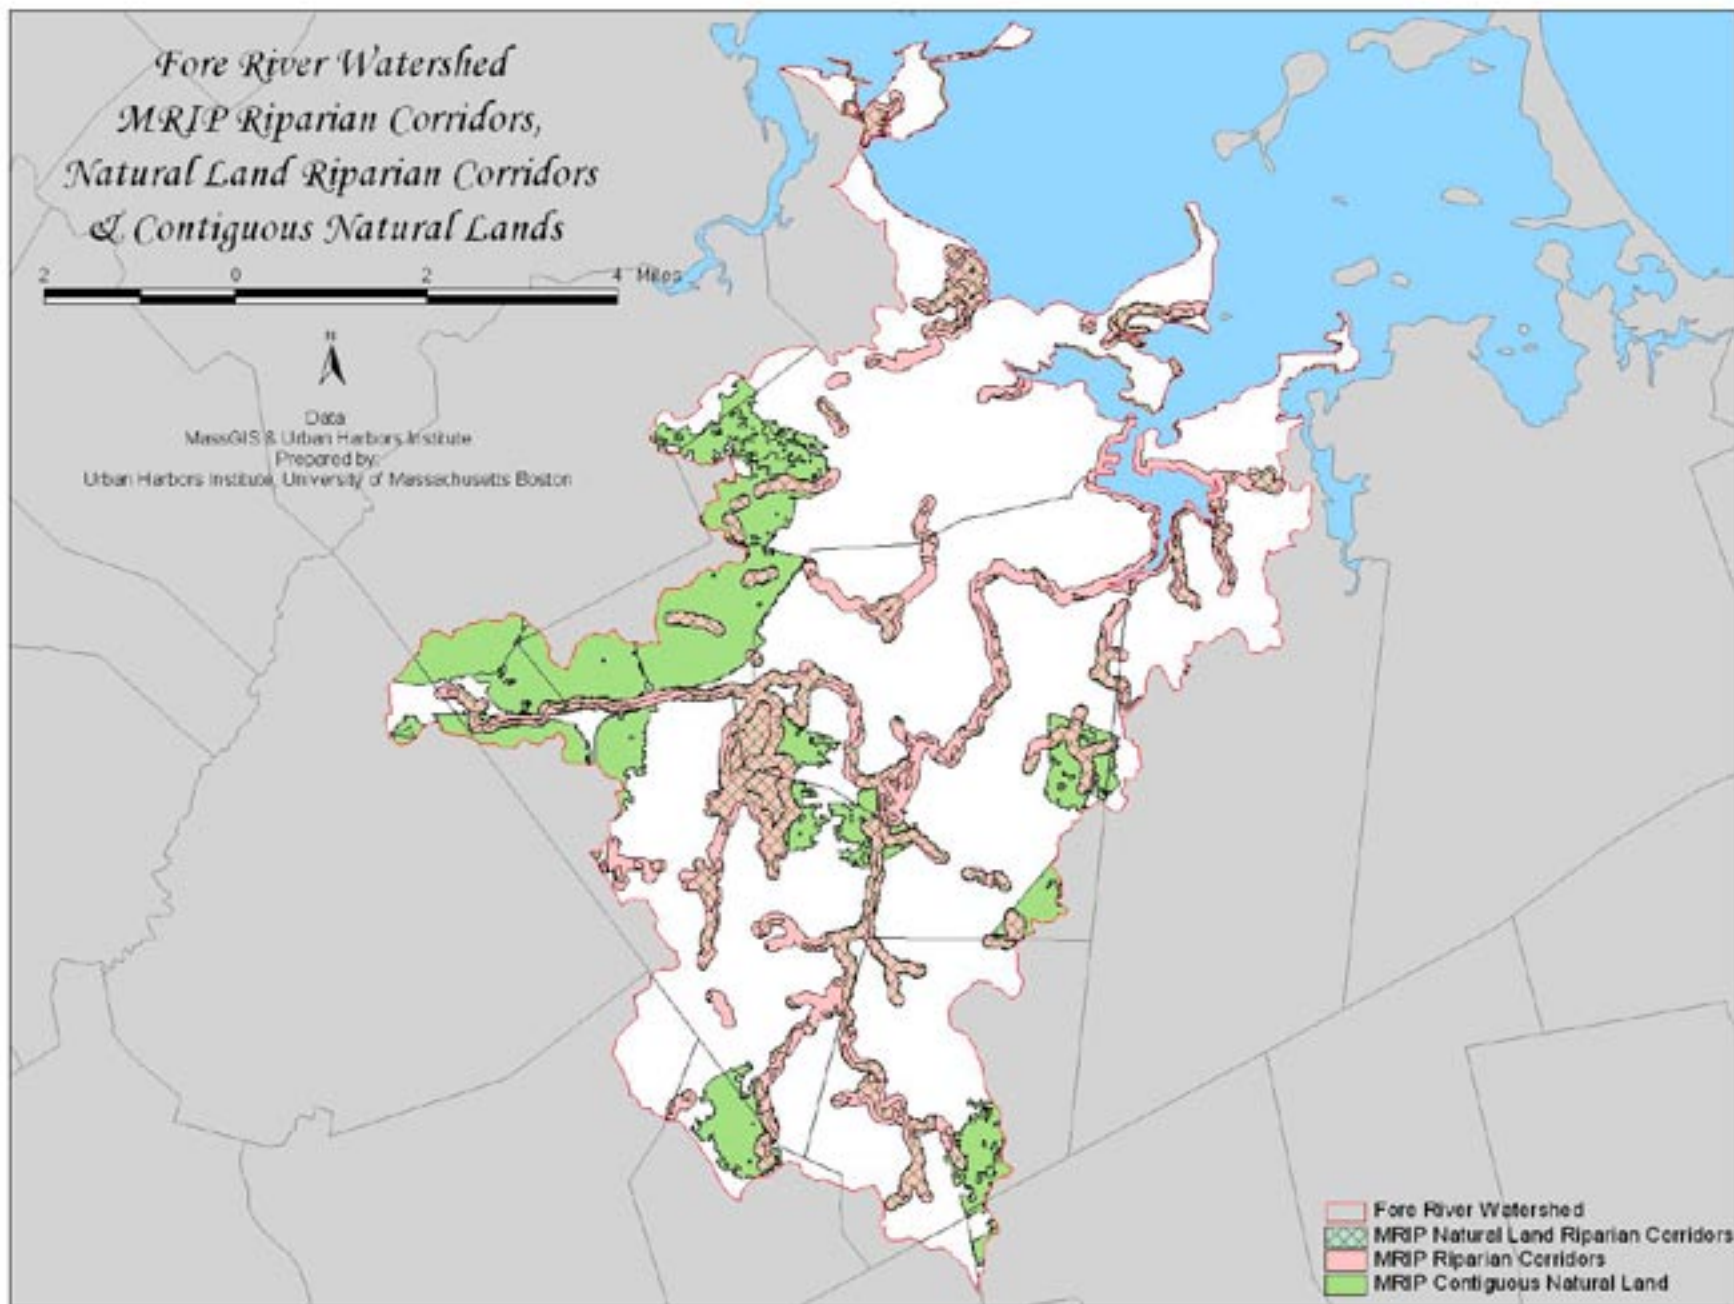 Fore River Watershed
MRIP Riparian Corridors,
Natural Land Riparian Corridors
& Contiguous Natural Lands
2 0 2 4 Miles
N
Data
MassGIS & Urban Harbors Institute
Prepared by:
Urban Harbors Institute, University of Massachusetts Boston
Fore River Watershed
MRIP Natural Land Riparian Corridors
MRIP Riparian Corridors
MRIP Contiguous Natural Land